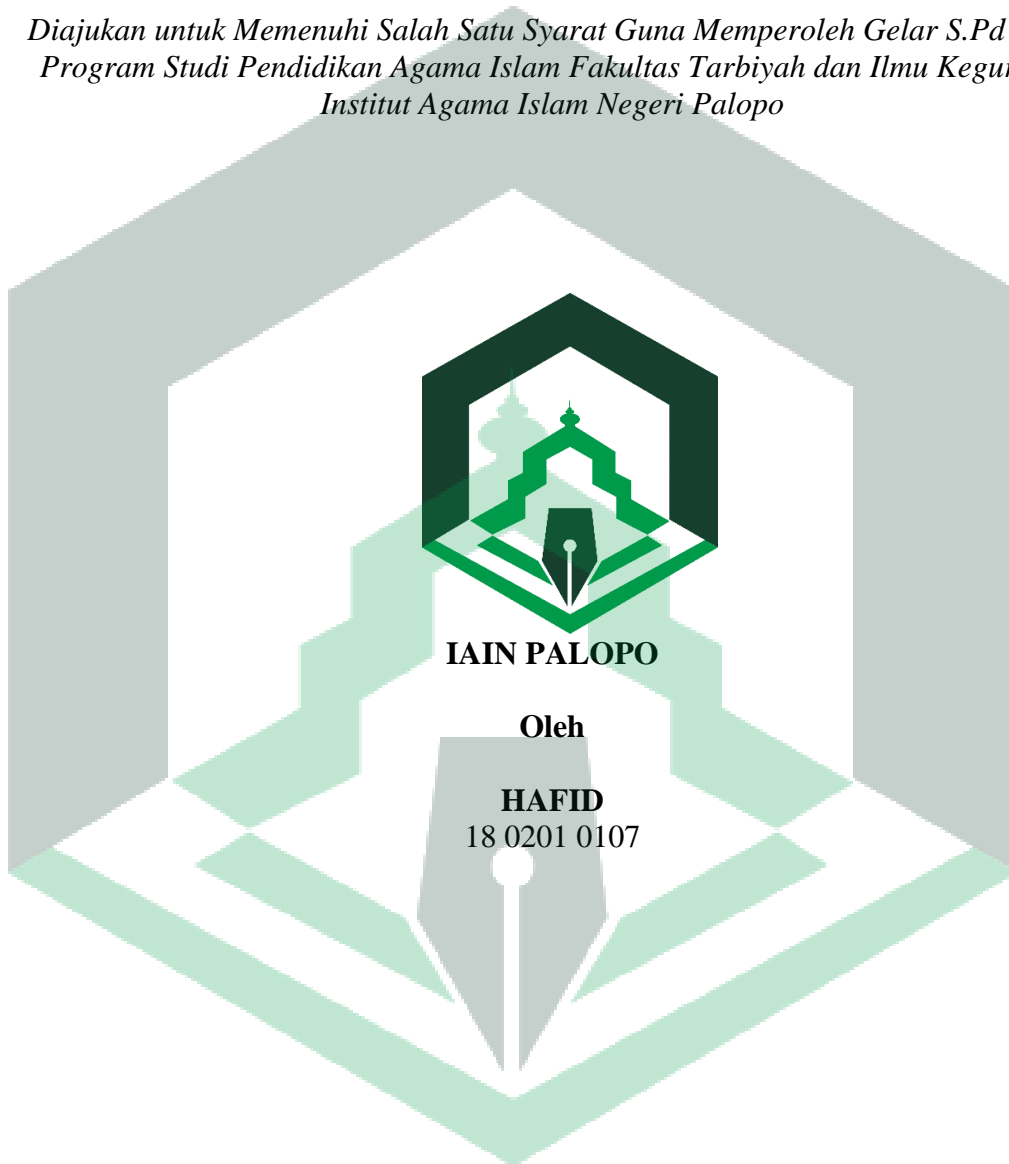 Diajukan untuk Memenuhi Salah Satu Syarat Guna Memperoleh Gelar S.Pd
Program Studi Pendidikan Agama Islam Fakultas Tarbiyah dan Ilmu
Institut Agama Islam Negeri Palopo
IAIN PALOPO
Oleh
HAFID
18 0201 0107